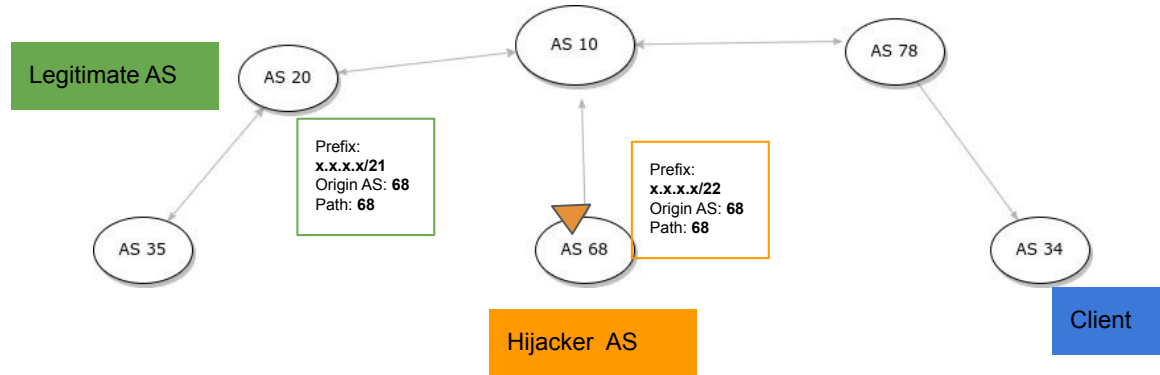 Legitimate AS
AS 20
AS 10
AS 78
Prefix:
x.x.x.x/21
Origin AS: 68
Path: 68
Prefix:
x.x.x.x/22
Origin AS: 68
Path: 68
AS 35
AS 68
AS 34
Hijacker AS
Client